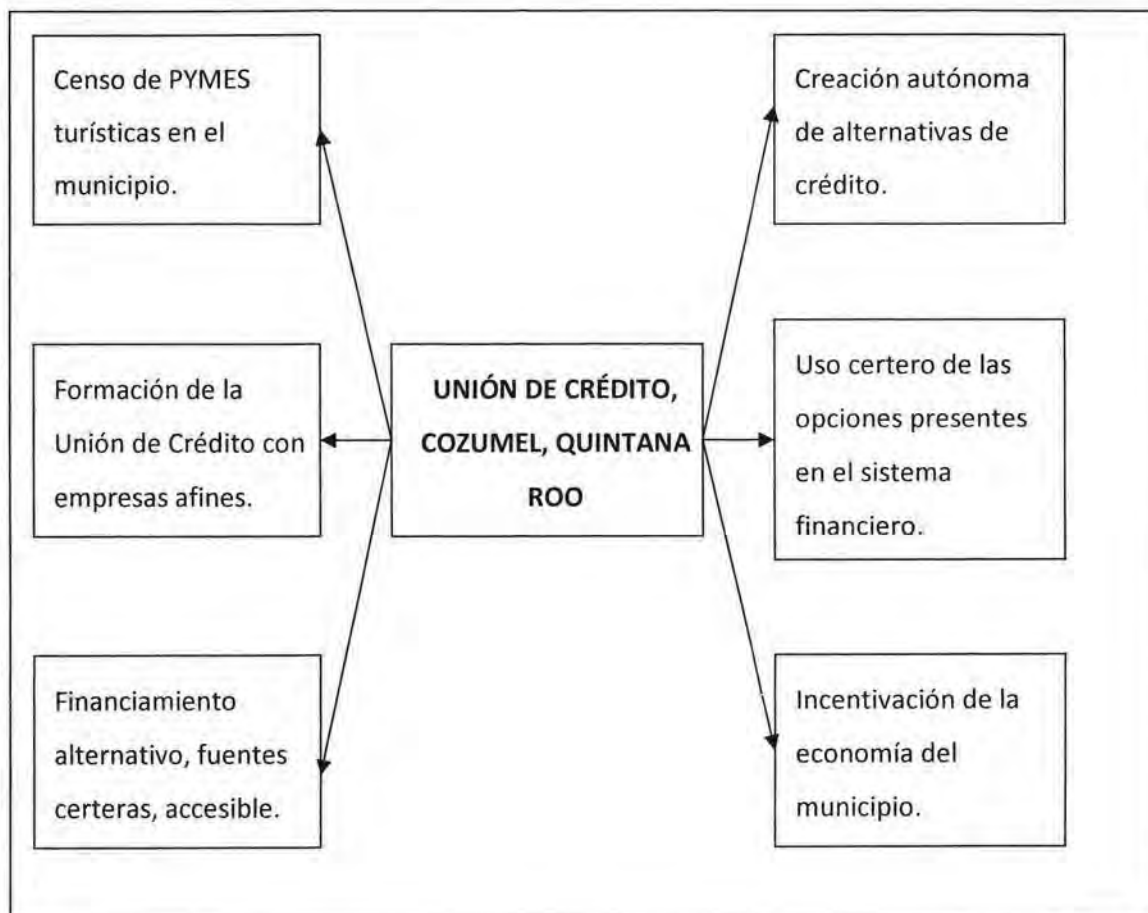 Censo de PYMES
turísticas en el
municipio.
Formación de la
Unión de Crédito con
empresas afines.
Financiamiento
alternativo, fuentes
certeras, accesible.
UNIÓN DE CRÉDITO,
COZUMEL, QUINTANA
ROO
Creación autónoma
de alternativas de
crédito.
Uso certero de las
opciones presentes
en el sistema
financiero.
Incentivación de la
economía del
municipio.